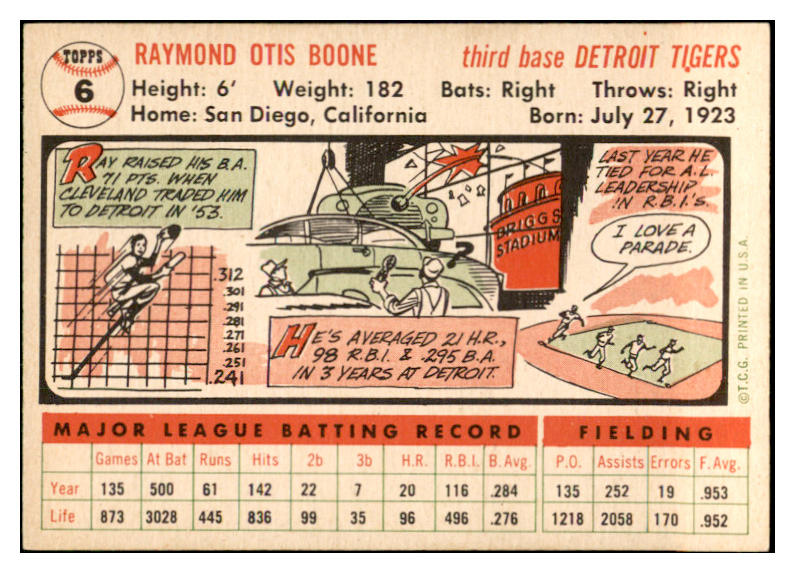 TOPPS
6
RAYMOND OTIS BOONE
third base DETROIT TIGERS
Height: 6' Weight: 182 Bats: Right Throws: Right
Home: San Diego, California Born: July 27, 1923
RAY RAISED HIS B.A.
71 PTS. WHEN
CLEVELAND TRADED HIM
TO DETROIT IN '53.
.312
.301
.291
.281
.271
.261
.251
.241
BRIGGS
STADIUM
?
HE'S AVERAGED 21 H.R.,
98 R.B.I. & .295 B.A.
IN 3 YEARS AT DETROIT.
LAST YEAR HE
TIED FOR A.L.
LEADERSHIP
IN R.B.I.'S.
I LOVE A
PARADE.
©T.C.G. PRINTED IN U.S.A.
MAJOR LEAGUE BATTING RECORD FIELDING
Games At Bat Runs Hits 2b 3b H.R. R.B.I. B.Avg. P.O. Assists Errors F.Avg.
Year 135 500 61 142 22 7 20 116 .284 135 252 19 .953
Life 873 3028 445 836 99 35 96 496 .276 1218 2058 170 .952